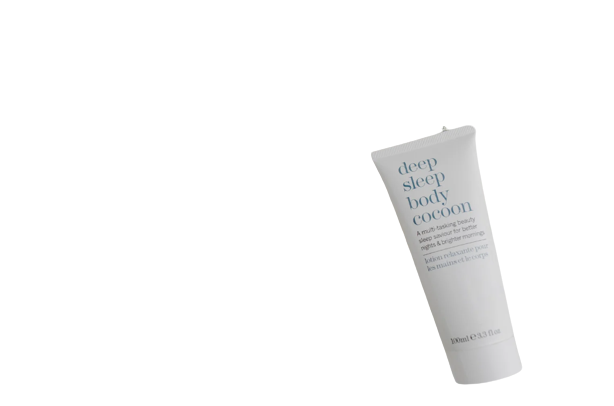 deep
sleep
body
cocoon
A multi-tasking beauty
sleep saviour for better
nights & brighter mornings
lotion relaxante pour
les mains et le corps
100ml ℮ 3.3 fl oz